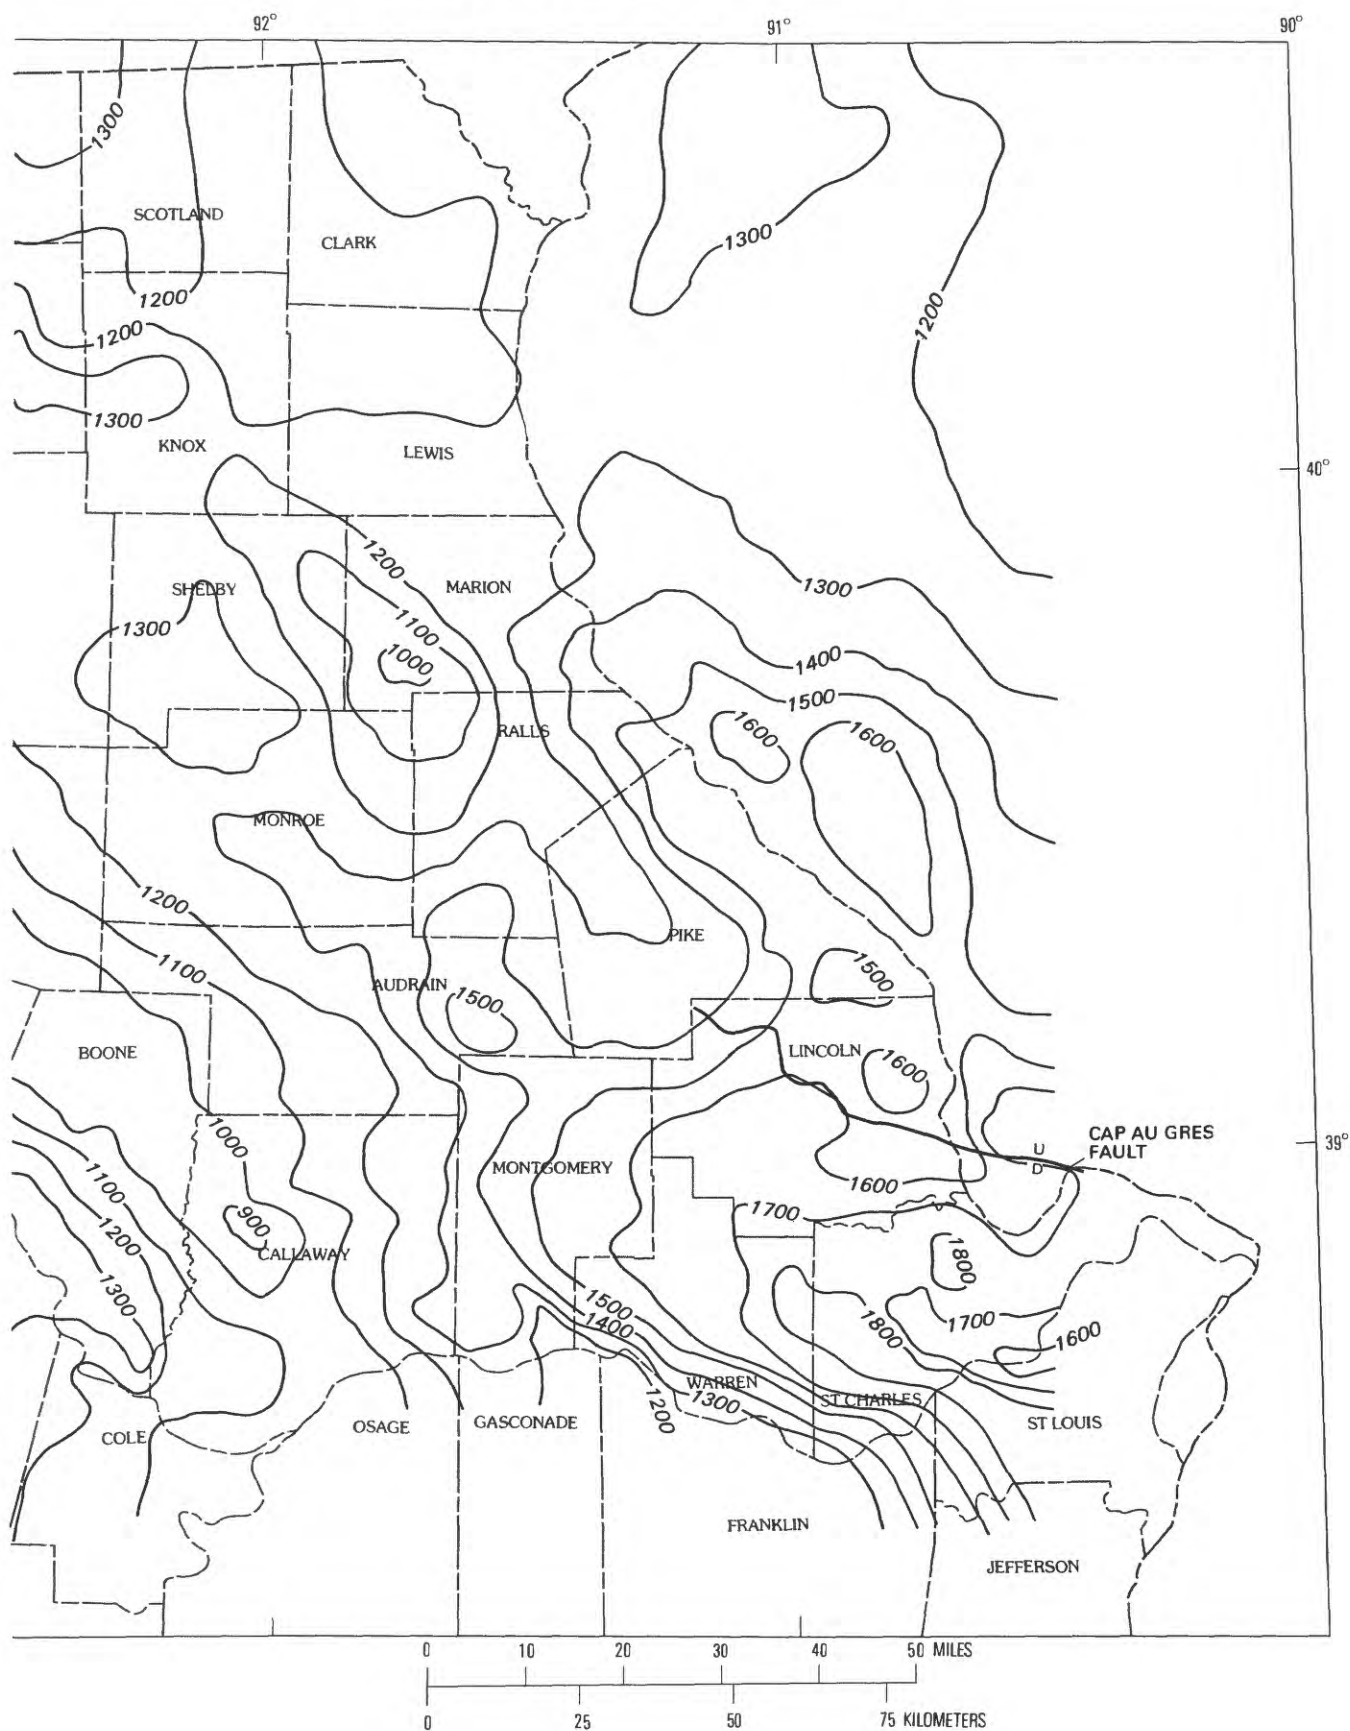 92°
91°
90°
1300
SCOTLAND
CLARK
1300
1200
1200
1200
1300
KNOX
LEWIS
40°
1200
SHELBY
MARION
1300
1300
1100
1000
1400
1500
1600
RALLS
1600
MONROE
1200
PIKE
1100
AUDRAIN
1500
1500
BOONE
LINCOLN
1600
1000
CAP AU GRES
FAULT
U
D
39°
1100
MONTGOMERY
1600
1700
900
1200
CALLAWAY
1800
1300
1500
1400
1800
1700
1600
WARREN
1300
1200
ST CHARLES
COLE
OSAGE
GASCONADE
ST LOUIS
FRANKLIN
JEFFERSON
0 10 20 30 40 50 MILES
0 25 50 75 KILOMETERS